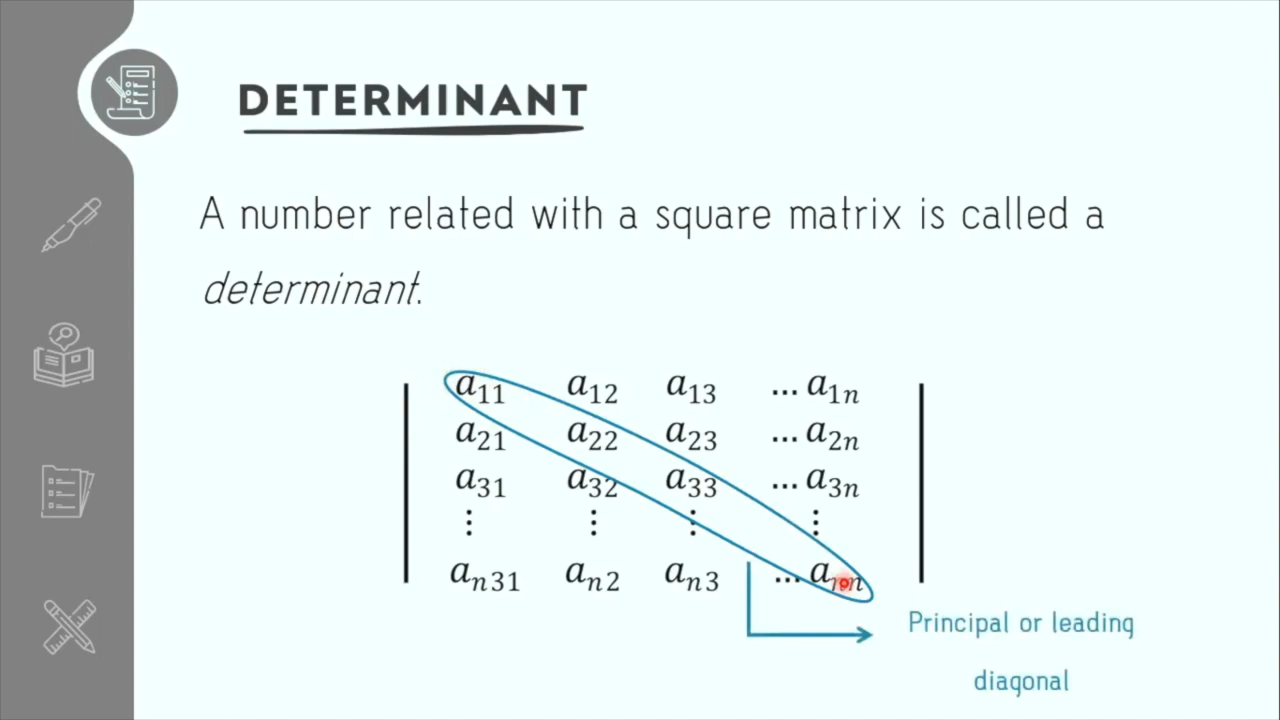 DETERMINANT
A number related with a square matrix is called a
determinant.
a11 a12 a13 ... a1n
a21 a22 a23 ... a2n
a31 a32 a33 ... a3n
⋮ ⋮ ⋮ ⋮
an31 an2 an3 ... ann
Principal or leading
diagonal